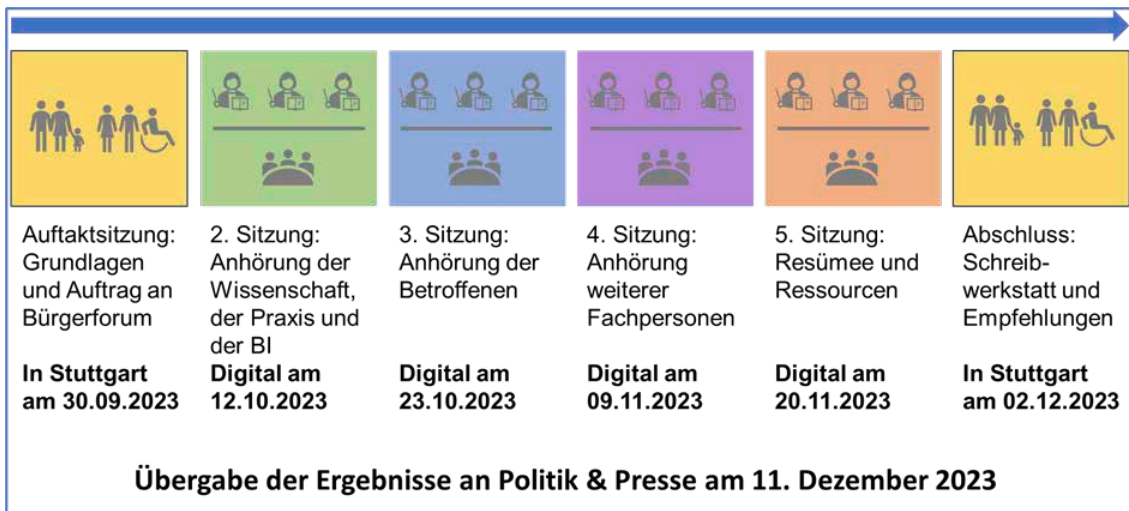 Auftaktsitzung:
Grundlagen
und Auftrag an
Bürgerforum
In Stuttgart
am 30.09.2023
2. Sitzung:
Anhörung der
Wissenschaft,
der Praxis und
der BI
Digital am
12.10.2023
3. Sitzung:
Anhörung der
Betroffenen
Digital am
23.10.2023
4. Sitzung:
Anhörung
weiterer
Fachpersonen
Digital am
09.11.2023
5. Sitzung:
Resümee und
Ressourcen
Digital am
20.11.2023
Abschluss:
Schreib-
werkstatt und
Empfehlungen
In Stuttgart
am 02.12.2023
Übergabe der Ergebnisse an Politik & Presse am 11. Dezember 2023